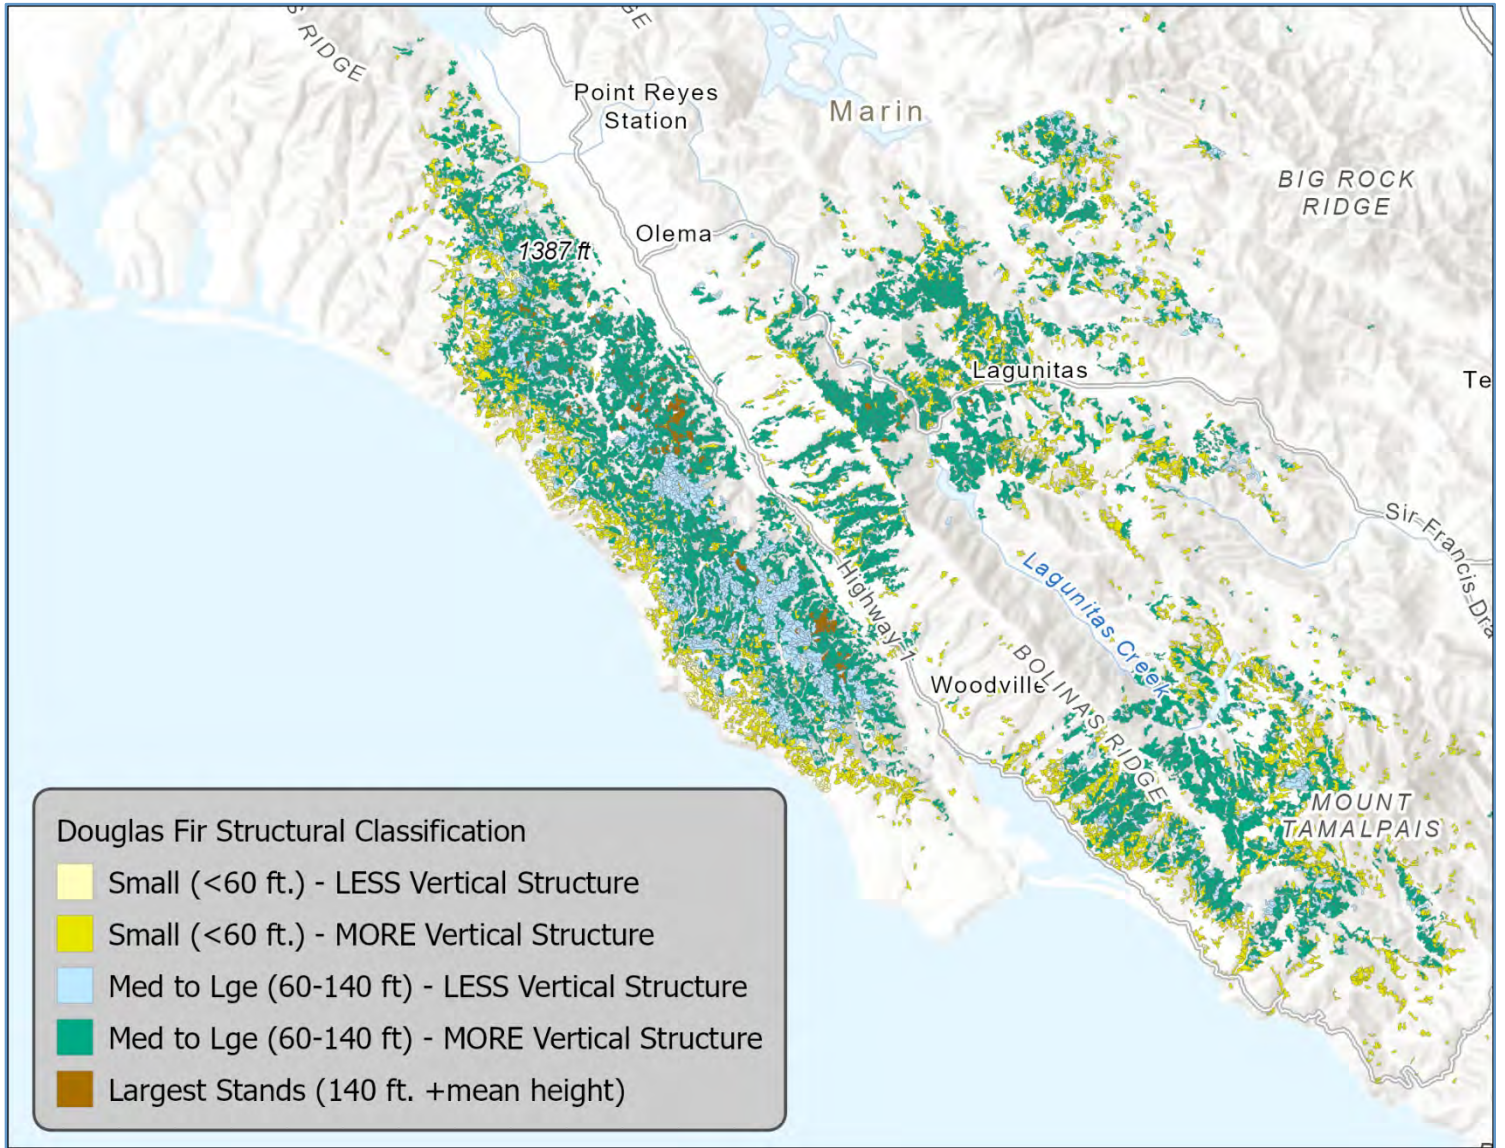 S RIDGE
GE
Point Reyes
Station
Marin
BIG ROCK
RIDGE
Olema
1387 ft
Lagunitas
Te
Sir Francis Dra
Highway 1
Lagunitas Creek
BOLINAS RIDGE
Woodville
MOUNT
TAMALPAIS
Douglas Fir Structural Classification
Small (<60 ft.) - LESS Vertical Structure
Small (<60 ft.) - MORE Vertical Structure
Med to Lge (60-140 ft) - LESS Vertical Structure
Med to Lge (60-140 ft) - MORE Vertical Structure
Largest Stands (140 ft. +mean height)